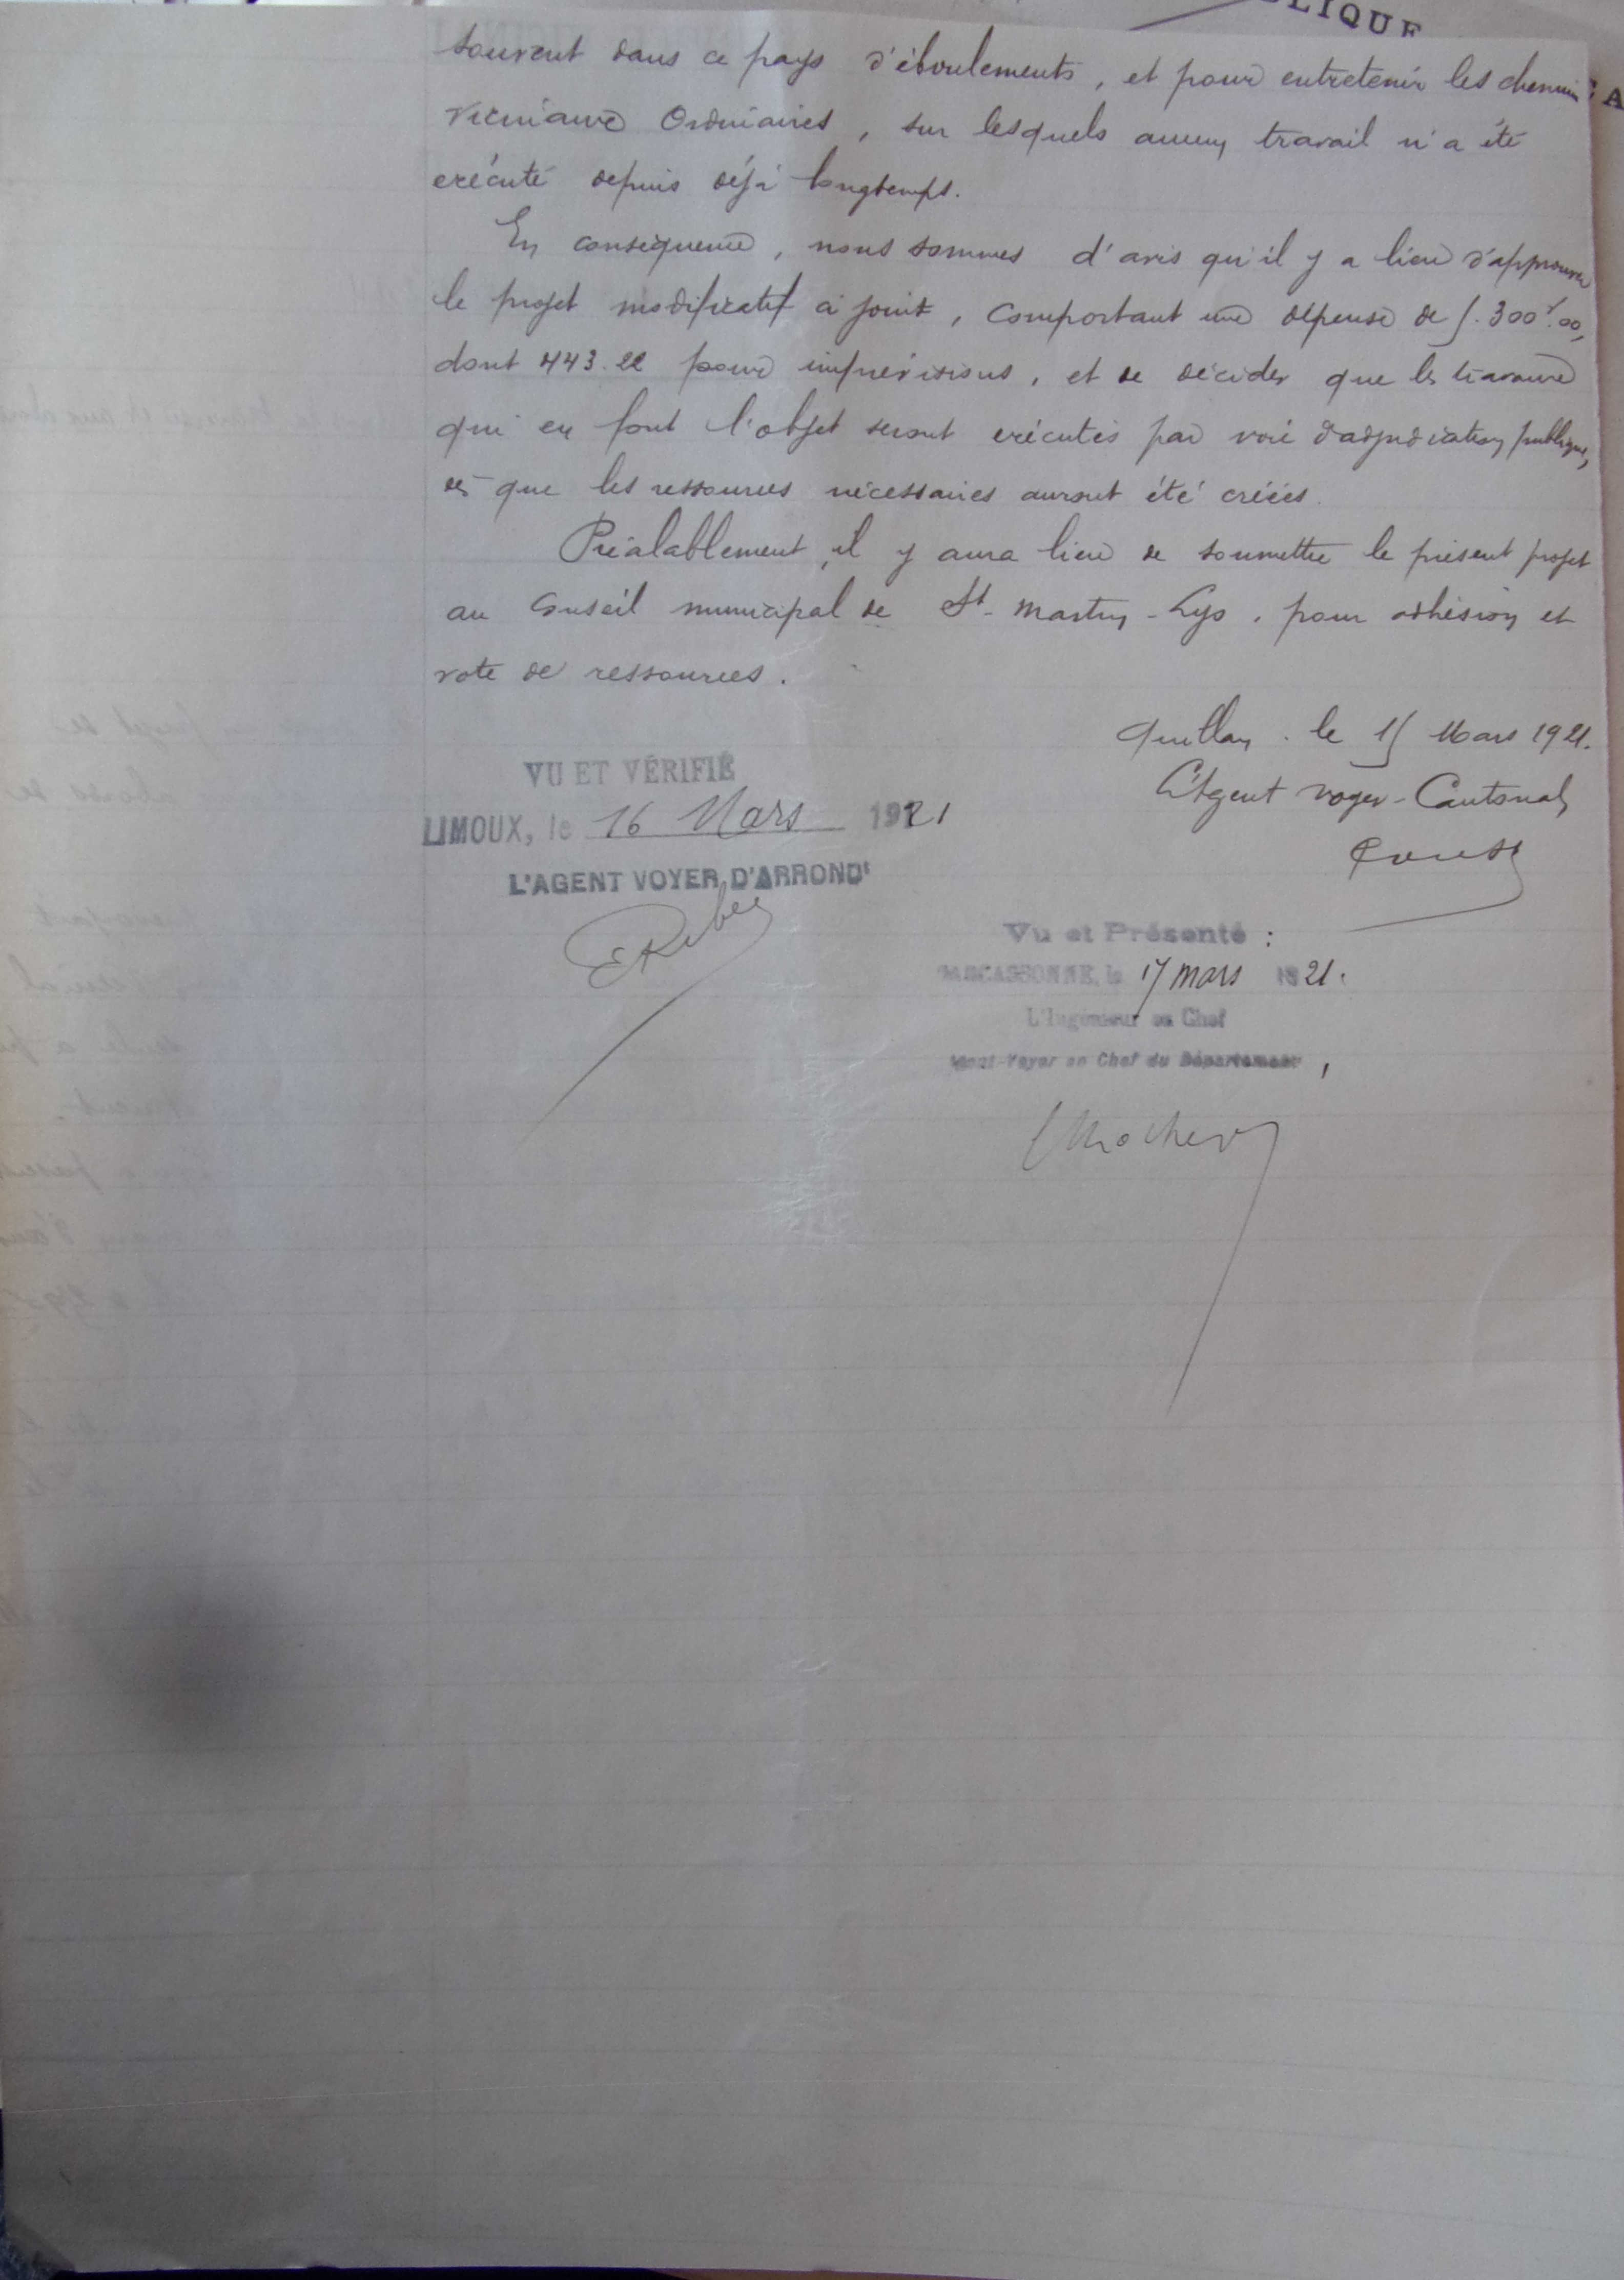 LIQUE
souvent dans ce pays d'éboulements, et pour entretenir les chemins
vicinaux Ordinaires, sur lesquels aucun travail n'a été
exécuté depuis déjà longtemps.
En conséquence, nous sommes d'avis qu'il y a lieu d'approuver
le projet modificatif ci joint, comportant une dépense de 5.300f.00,
dont 443.22 pour imprévisions, et de décider que les travaux
qui en font l'objet seront exécutés par voie d'adjudication publique,
dès que les ressources nécessaires auront été créées.
Préalablement, il y aura lieu de soumettre le présent projet
au Conseil municipal de St-Martin-Lys, pour adhésion et
vote de ressources.
Quillan. le 15 Mars 1921.
L'Agent voyer-Cantonal,
VU ET VÉRIFIÉ
LIMOUX, le 16 Mars 1921
L'AGENT VOYER D'ARRONDt
Vu et Présenté :
CARCASSONNE, le 17 mars 1921.
L'Ingénieur en Chef
Agent-Voyer en Chef du Département,